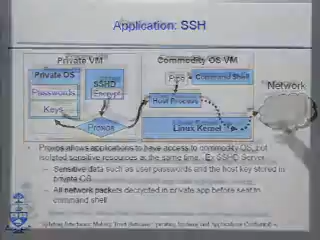 Application: SSH
Private VM
Commodity OS VM
Private OS
Passwords
Keys
SSHD
Encrypt
Command Shell
Host Process
Linux Kernel
Proxos
Network
Proxos allows applications to have access to commodity OS, but
isolated sensitive resources at the same time. SSHD Server
Sensitive data such as user passwords and the host key stored in
private OS
All network packets decrypted in private app before sent to
command shell